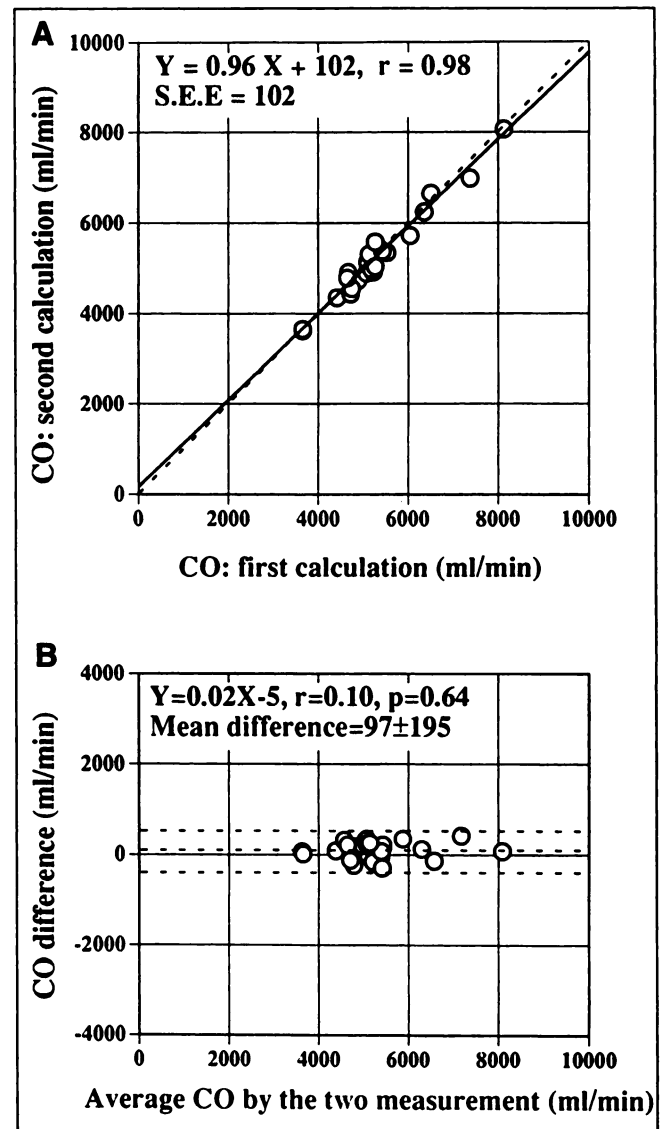 A
Y = 0.96 X + 102, r = 0.98
S.E.E = 102
10000
8000
6000
4000
2000
0
CO: second calculation (ml/min)
0 2000 4000 6000 8000 10000
CO: first calculation (ml/min)
B
Y=0.02X-5, r=0.10, p=0.64
Mean difference=97±195
4000
2000
0
-2000
-4000
CO difference (ml/min)
0 2000 4000 6000 8000 10000
Average CO by the two measurement (ml/min)